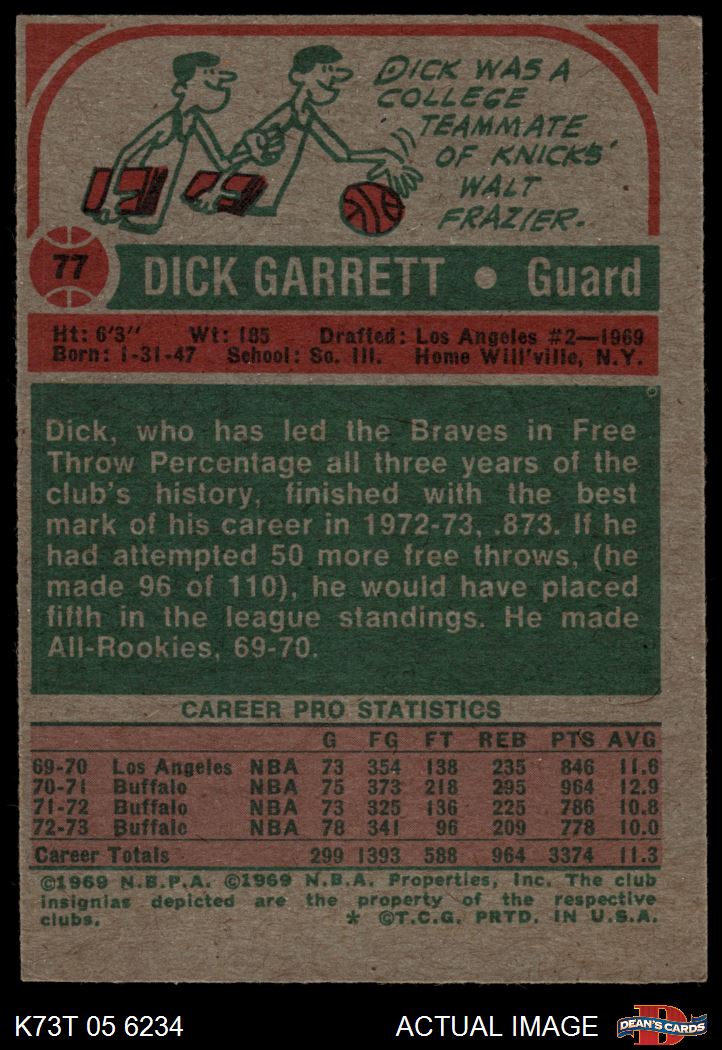 DICK WAS A
COLLEGE
TEAMMATE
OF KNICKS'
WALT
FRAZIER.
77
DICK GARRETT • Guard
Ht: 6'3" Wt: 185 Drafted: Los Angeles #2—1969
Born: 1-31-47 School: So. Ill. Home Will'ville, N.Y.
Dick, who has led the Braves in Free
Throw Percentage all three years of the
club's history, finished with the best
mark of his career in 1972-73, .873. If he
had attempted 50 more free throws, (he
made 96 of 110), he would have placed
fifth in the league standings. He made
All-Rookies, 69-70.
CAREER PRO STATISTICS
G FG FT REB PTS AVG
69-70 Los Angeles NBA 73 354 138 235 846 11.6
70-71 Buffalo NBA 75 373 218 295 964 12.9
71-72 Buffalo NBA 73 325 136 225 786 10.8
72-73 Buffalo NBA 78 341 96 209 778 10.0
Career Totals 299 1393 588 964 3374 11.3
©1969 N.B.P.A. ©1969 N.B.A. Properties, Inc. The club
insignias depicted are the property of the respective
clubs. * ©T.C.G. PRTD. IN U.S.A.
K73T 05 6234 ACTUAL IMAGE D DEAN'S CARDS